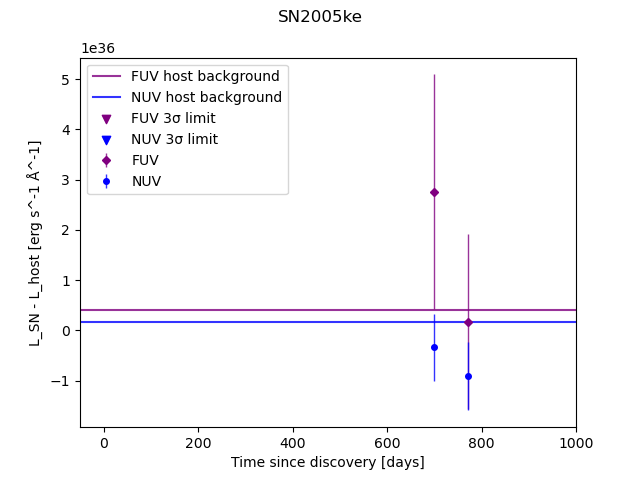 SN2005ke
1e36
FUV host background
NUV host background
FUV 3σ limit
NUV 3σ limit
FUV
NUV
5
4
3
2
1
0
−1
L_SN - L_host [erg s^-1 Å^-1]
0 200 400 600 800 1000
Time since discovery [days]